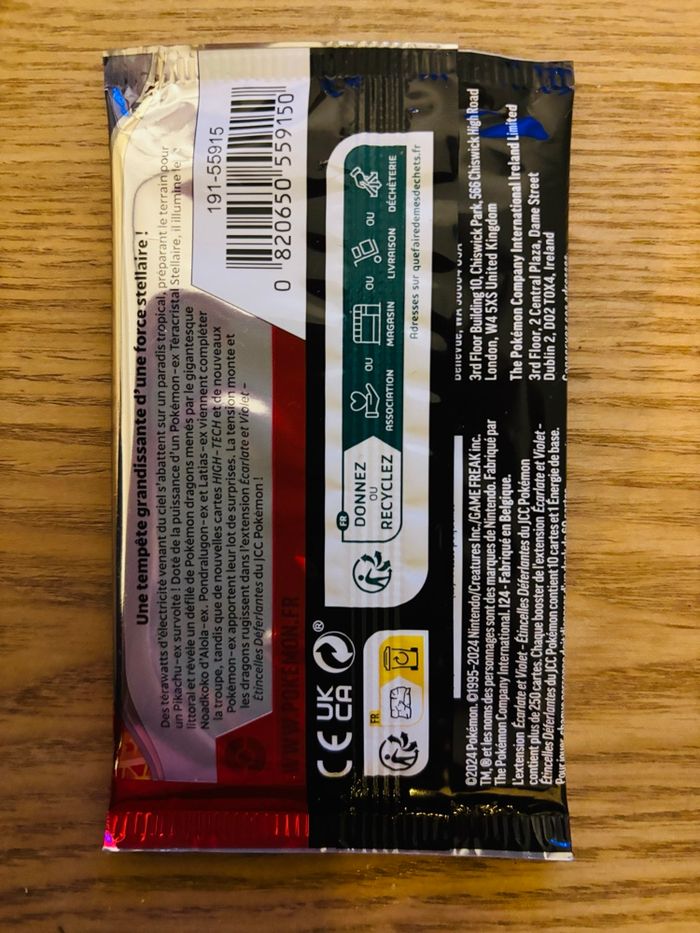 Une tempête grandissante d'une force stellaire !
Des térawatts d'électricité venant du ciel s'abattent sur un paradis tropical, préparant le terrain pour
un Pikachu-ex survolté ! Doté de la puissance d'un Pokémon-ex Téracristal Stellaire, il illumine le
littoral et révèle un défilé de Pokémon dragons menés par le gigantesque
Noadkoko d'Alola-ex. Pondralugon-ex et Latias-ex viennent compléter
la troupe, tandis que de nouvelles cartes HIGH-TECH et de nouveaux
Pokémon-ex apportent leur lot de surprises. La tension monte et
les dragons rugissent dans l'extension Écarlate et Violet –
Étincelles Déferlantes du JCC Pokémon !
191-55915
0 820650 559150
WWW.POKEMON.FR
CE UK
CA
®
FR
FR
DONNEZ
OU
RECYCLEZ
ASSOCIATION OU MAGASIN OU LIVRAISON OU DÉCHÈTERIE
Adresses sur quefairedemesdechets.fr
©2024 Pokémon. ©1995-2024 Nintendo/Creatures Inc./GAME FREAK inc.
TM, ® et les noms des personnages sont des marques de Nintendo. Fabriqué par
The Pokémon Company International. I24 - Fabriqué en Belgique.
L'extension Écarlate et Violet – Étincelles Déferlantes du JCC Pokémon
contient plus de 250 cartes. Chaque booster de l'extension Écarlate et Violet –
Étincelles Déferlantes du JCC Pokémon contient 10 cartes et 1 Énergie de base.
Bellevue, WA 98004 USA
3rd Floor Building 10, Chiswick Park, 566 Chiswick High Road
London, W4 5XS United Kingdom
The Pokémon Company International Ireland Limited
3rd Floor, 2 Central Plaza, Dame Street
Dublin 2, D02 T0X4, Ireland